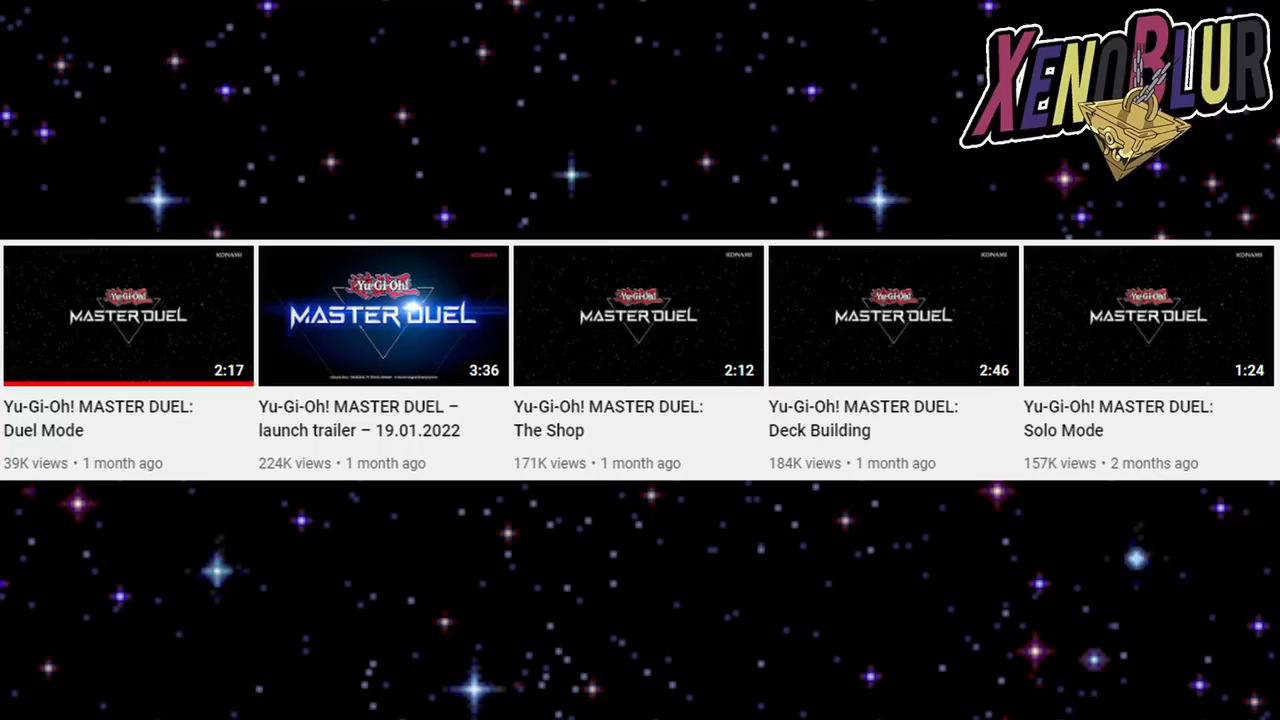 XENOBLUR
KONAMI
Yu-Gi-Oh!
MASTER DUEL
2:17
KONAMI
Yu-Gi-Oh!
MASTER DUEL
3:36
KONAMI
Yu-Gi-Oh!
MASTER DUEL
2:12
KONAMI
Yu-Gi-Oh!
MASTER DUEL
2:46
KONAMI
Yu-Gi-Oh!
MASTER DUEL
1:24
Yu-Gi-Oh! MASTER DUEL:
Duel Mode
39K views • 1 month ago
Yu-Gi-Oh! MASTER DUEL –
launch trailer – 19.01.2022
224K views • 1 month ago
Yu-Gi-Oh! MASTER DUEL:
The Shop
171K views • 1 month ago
Yu-Gi-Oh! MASTER DUEL:
Deck Building
184K views • 1 month ago
Yu-Gi-Oh! MASTER DUEL:
Solo Mode
157K views • 2 months ago